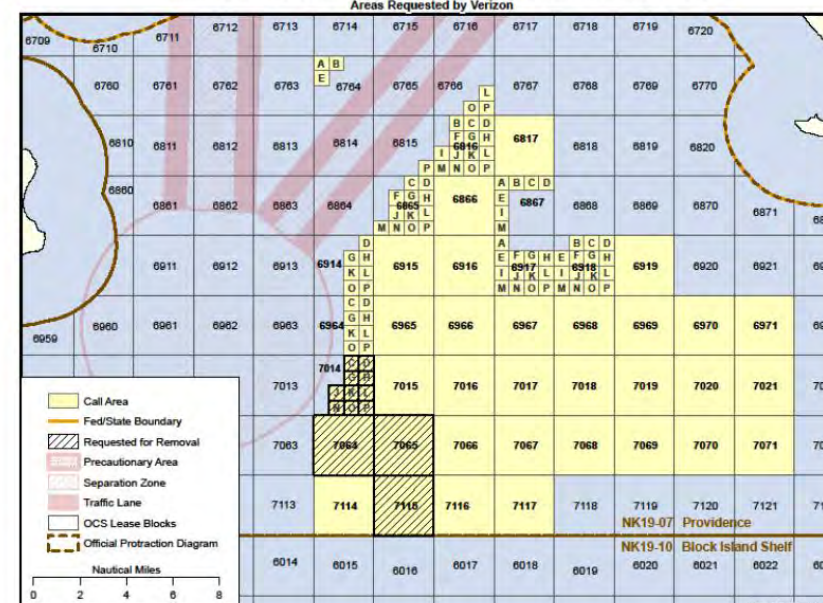 Areas Requested by Verizon
6709 6710 6711 6712 6713 6714 6715 6716 6717 6718 6719 6720
6760 6761 6762 6763 A B E 6764 6765 6766 L O P 6767 6768 6769 6770
6810 6811 6812 6813 6814 6815 B C D F G H 6816 I J K L P M N O P 6817 6818 6819 6820
6860 6861 6862 6863 6864 C D F G H 6865 J K L M N O P 6866 A B C D E I M 6867 6868 6869 6870 6871
6911 6912 6913 6914 D G H K L O P 6915 6916 A E F G H 6917 I J K L M N O P B C D E F G H 6918 I J K L M N O P 6919 6920 6921
6959 6960 6961 6962 6963 6964 C D G H K L O P 6965 6966 6967 6968 6969 6970 6971
7013 7014 C D G H J K L N O P 7015 7016 7017 7018 7019 7020 7021
7063 7064 7065 7066 7067 7068 7069 7070 7071
7113 7114 7115 7116 7117 7118 7119 7120 7121
NK19-07 Providence
NK19-10 Block Island Shelf
6014 6015 6016 6017 6018 6019 6020 6021 6022
Call Area
Fed/State Boundary
Requested for Removal
Precautionary Area
Separation Zone
Traffic Lane
OCS Lease Blocks
Official Protraction Diagram
Nautical Miles
0 2 4 6 8